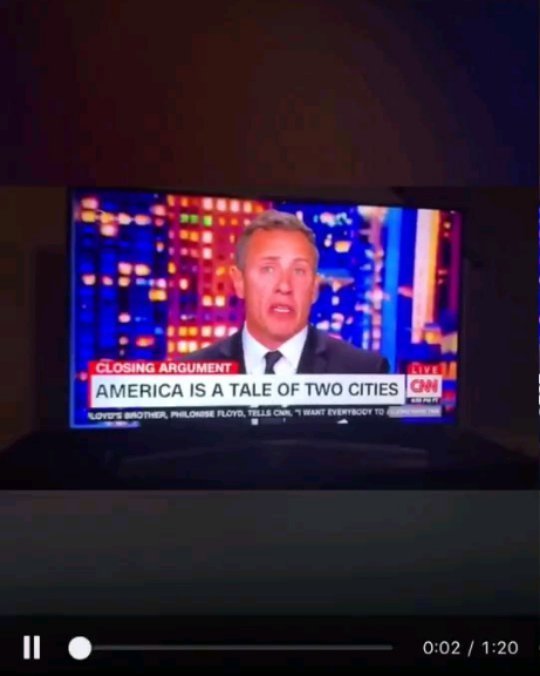 CLOSING ARGUMENT
LIVE
AMERICA IS A TALE OF TWO CITIES
CNN
LOYD'S BROTHER, PHILONISE FLOYD, TELLS CNN, "I WANT EVERYBODY TO
0:02 / 1:20